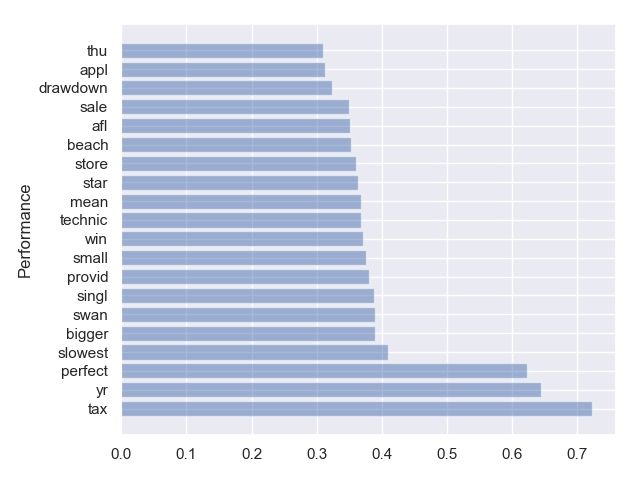 thu
appl
drawdown
sale
afl
beach
store
star
mean
technic
win
small
provid
singl
swan
bigger
slowest
perfect
yr
tax
Performance
0.0 0.1 0.2 0.3 0.4 0.5 0.6 0.7